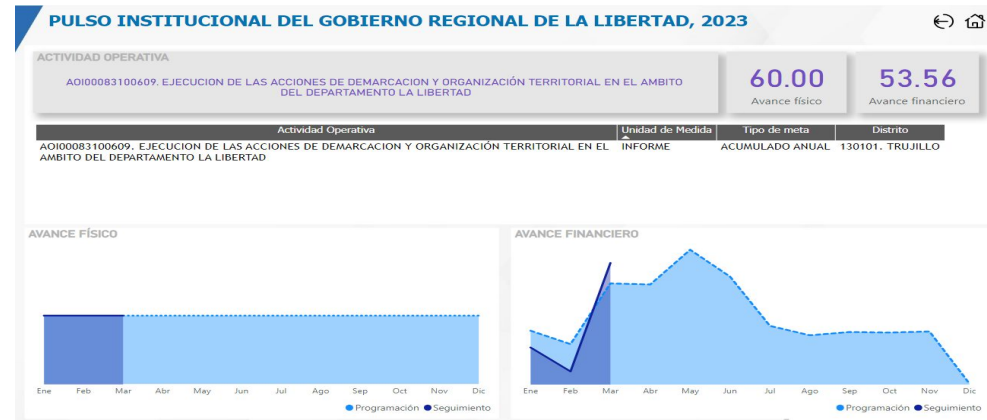 PULSO INSTITUCIONAL DEL GOBIERNO REGIONAL DE LA LIBERTAD, 2023
ACTIVIDAD OPERATIVA
AOI00083100609. EJECUCION DE LAS ACCIONES DE DEMARCACION Y ORGANIZACIÓN TERRITORIAL EN EL AMBITO
DEL DEPARTAMENTO LA LIBERTAD
60.00
Avance físico
53.56
Avance financiero
Actividad Operativa Unidad de Medida Tipo de meta Distrito
AOI00083100609. EJECUCION DE LAS ACCIONES DE DEMARCACION Y ORGANIZACIÓN TERRITORIAL EN EL INFORME ACUMULADO ANUAL 130101. TRUJILLO
AMBITO DEL DEPARTAMENTO LA LIBERTAD
AVANCE FÍSICO
Ene Feb Mar Abr May Jun Jul Ago Sep Oct Nov Dic
Programación Seguimiento
AVANCE FINANCIERO
Ene Feb Mar Abr May Jun Jul Ago Sep Oct Nov Dic
Programación Seguimiento